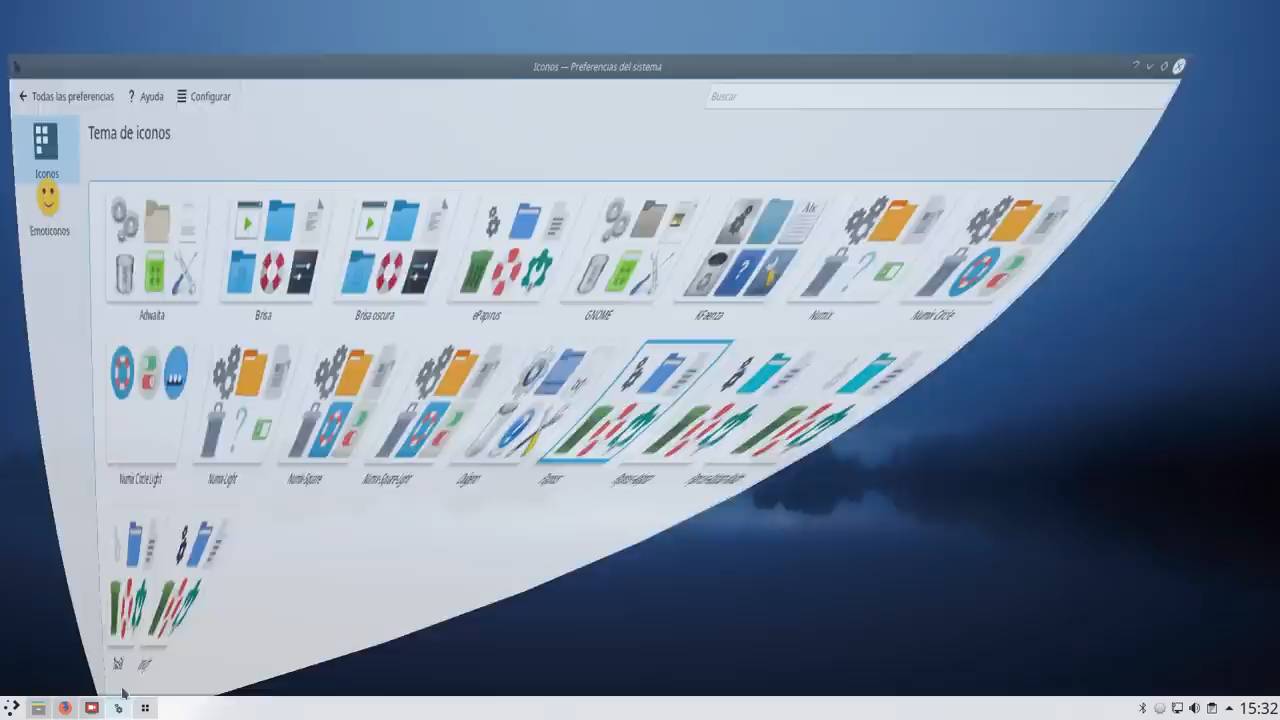 Iconos — Preferencias del sistema
Todas las preferencias ? Ayuda Configurar
Buscar
Iconos
Emoticonos
Tema de iconos
Adwaita Brisa Brisa oscura ePapirus GNOME KFaenza Numix Numix Circle
Numix Circle Light Numix Light Numix-Square Numix-Square-Light Oxygen
15:32